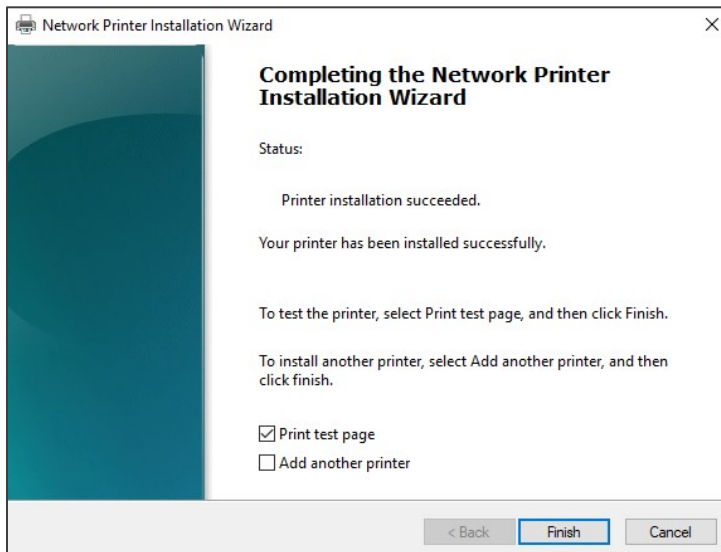 Network Printer Installation Wizard
Completing the Network Printer
Installation Wizard
Status:
Printer installation succeeded.
Your printer has been installed successfully.
To test the printer, select Print test page, and then click Finish.
To install another printer, select Add another printer, and then
click finish.
Print test page
Add another printer
< Back Finish Cancel